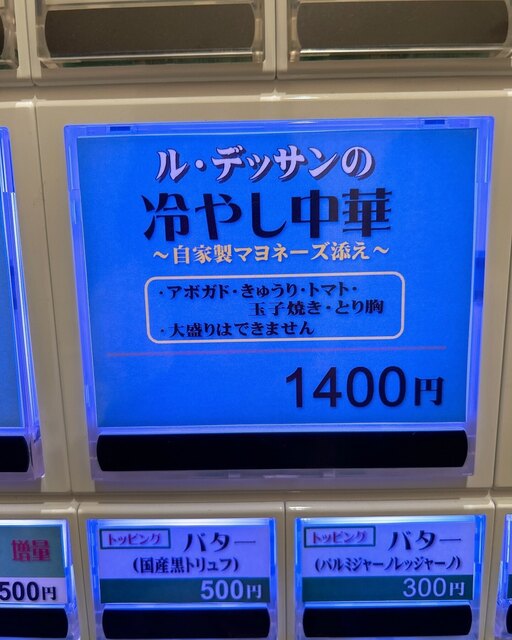 ル・デッサンの
冷やし中華
～自家製マヨネーズ添え～
・アボガド・きゅうり・トマト・
玉子焼き・とり胸
・大盛りはできません
1400円
増量
500円
トッピング バター
(国産黒トリュフ)
500円
トッピング バター
(パルミジャーノレッジャーノ)
300円